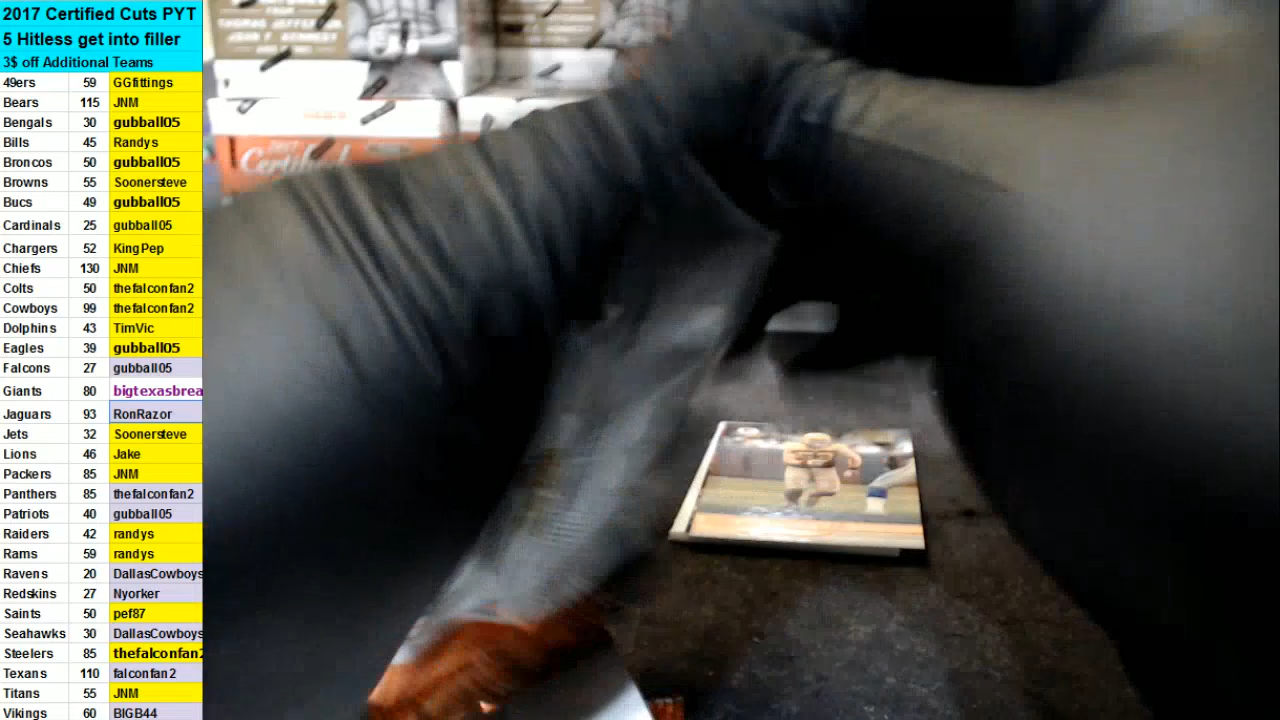 2017 Certified Cuts PYT
5 Hitless get into filler
3$ off Additional Teams
49ers 59 GGfittings
Bears 115 JNM
Bengals 30 gubball05
Bills 45 Randys
Broncos 50 gubball05
Browns 55 Soonersteve
Bucs 49 gubball05
Cardinals 25 gubball05
Chargers 52 KingPep
Chiefs 130 JNM
Colts 50 thefalconfan2
Cowboys 99 thefalconfan2
Dolphins 43 TimVic
Eagles 39 gubball05
Falcons 27 gubball05
Giants 80 bigtexasbrea
Jaguars 93 RonRazor
Jets 32 Soonersteve
Lions 46 Jake
Packers 85 JNM
Panthers 85 thefalconfan2
Patriots 40 gubball05
Raiders 42 randys
Rams 59 randys
Ravens 20 DallasCowboys
Redskins 27 Nyorker
Saints 50 pef87
Seahawks 30 DallasCowboys
Steelers 85 thefalconfan2
Texans 110 falconfan2
Titans 55 JNM
Vikings 60 BIGB44
FROM
THOMAS JEFFERSON
JOHN F. KENNEDY
Certified